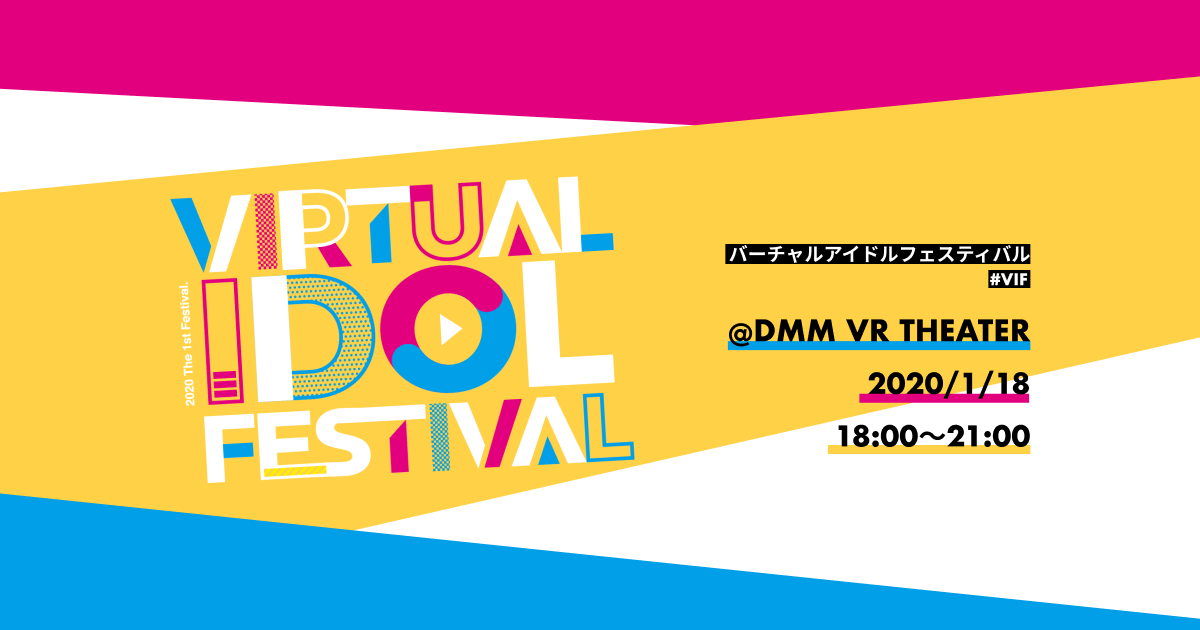 VIRTUAL
IDOL
FESTIVAL
2020 The 1st Festival.
バーチャルアイドルフェスティバル
#VIF
@DMM VR THEATER
2020/1/18
18:00～21:00